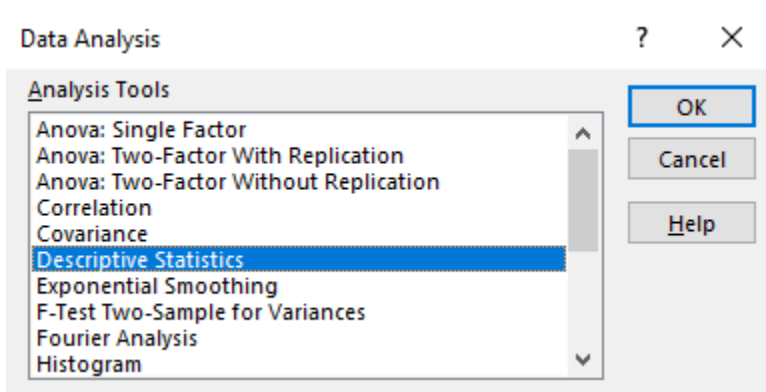 Data Analysis ? ×
Analysis Tools
Anova: Single Factor
Anova: Two-Factor With Replication
Anova: Two-Factor Without Replication
Correlation
Covariance
Descriptive Statistics
Exponential Smoothing
F-Test Two-Sample for Variances
Fourier Analysis
Histogram
OK
Cancel
Help